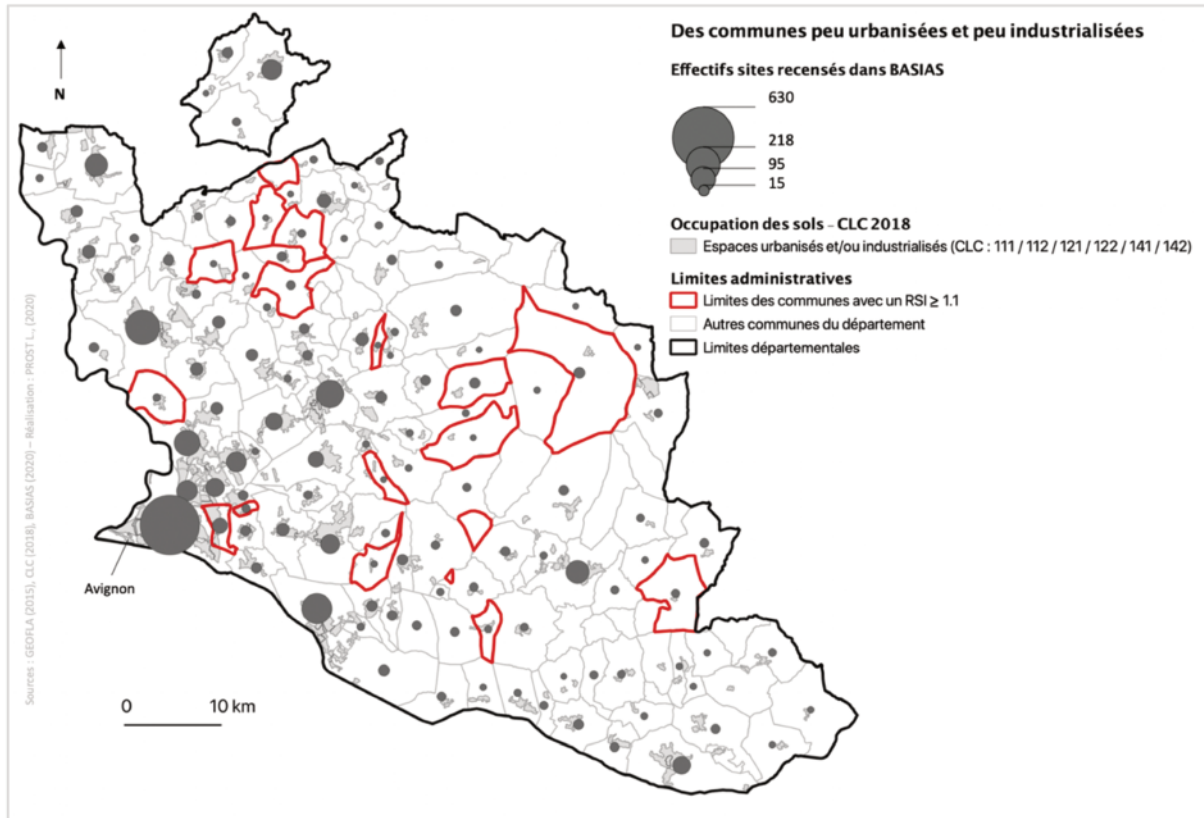 Des communes peu urbanisées et peu industrialisées
Effectifs sites recensés dans BASIAS
630
218
95
15
Occupation des sols – CLC 2018
Espaces urbanisés et/ou industrialisés (CLC : 111 / 112 / 121 / 122 / 141 / 142)
Limites administratives
Limites des communes avec un RSI ≥ 1.1
Autres communes du département
Limites départementales
N
Avignon
0 10 km
Sources : GEOFLA (2015), CLC (2018), BASIAS (2020) – Réalisation : PROST L., (2020)